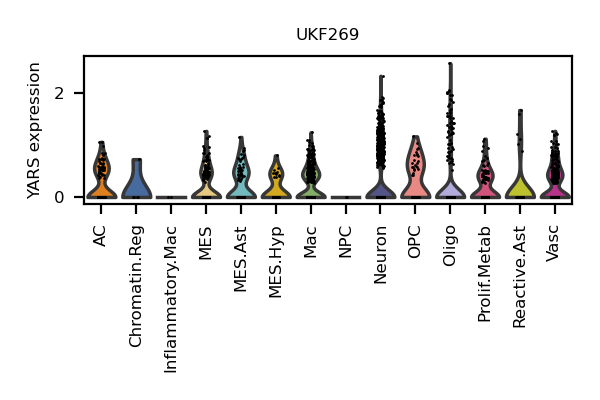 UKF269
YARS expression
2
0
AC
Chromatin.Reg
Inflammatory.Mac
MES
MES.Ast
MES.Hyp
Mac
NPC
Neuron
OPC
Oligo
Prolif.Metab
Reactive.Ast
Vasc